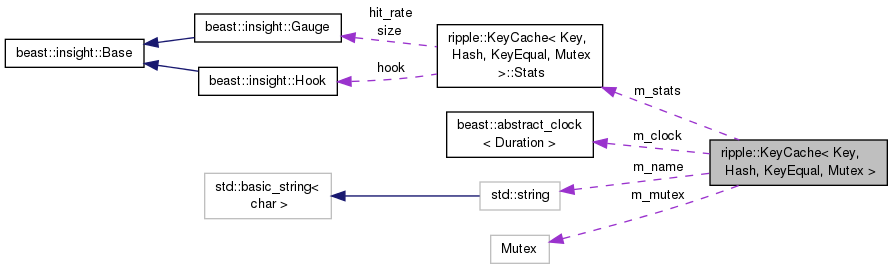 beast::insight::Base
beast::insight::Gauge
beast::insight::Hook
hit_rate
size
hook
ripple::KeyCache< Key,
Hash, KeyEqual, Mutex
>::Stats
m_stats
beast::abstract_clock
< Duration >
m_clock
ripple::KeyCache< Key,
Hash, KeyEqual, Mutex >
std::basic_string<
char >
std::string
m_name
m_mutex
Mutex